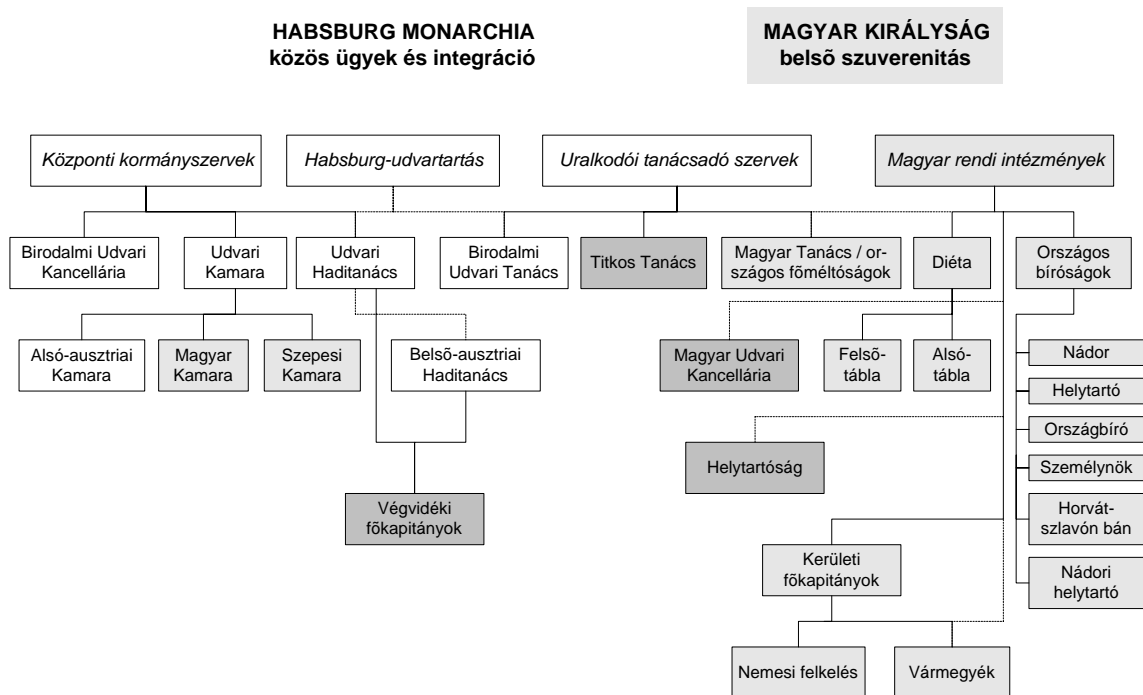 HABSBURG MONARCHIA
közös ügyek és integráció
MAGYAR KIRÁLYSÁG
belsõ szuverenitás
Központi kormányszervek
Habsburg-udvartartás
Uralkodói tanácsadó szervek
Magyar rendi intézmények
Birodalmi Udvari
Kancellária
Udvari
Kamara
Udvari
Haditanács
Birodalmi
Udvari Tanács
Titkos Tanács
Magyar Tanács / or-
szágos fõméltóságok
Diéta
Országos
bíróságok
Alsó-ausztriai
Kamara
Magyar
Kamara
Szepesi
Kamara
Belsõ-ausztriai
Haditanács
Magyar Udvari
Kancellária
Felsõ-
tábla
Alsó-
tábla
Nádor
Helytartó
Országbíró
Személynök
Horvát-
szlavón bán
Nádori
helytartó
Helytartóság
Végvidéki
fõkapitányok
Kerületi
fõkapitányok
Nemesi felkelés
Vármegyék